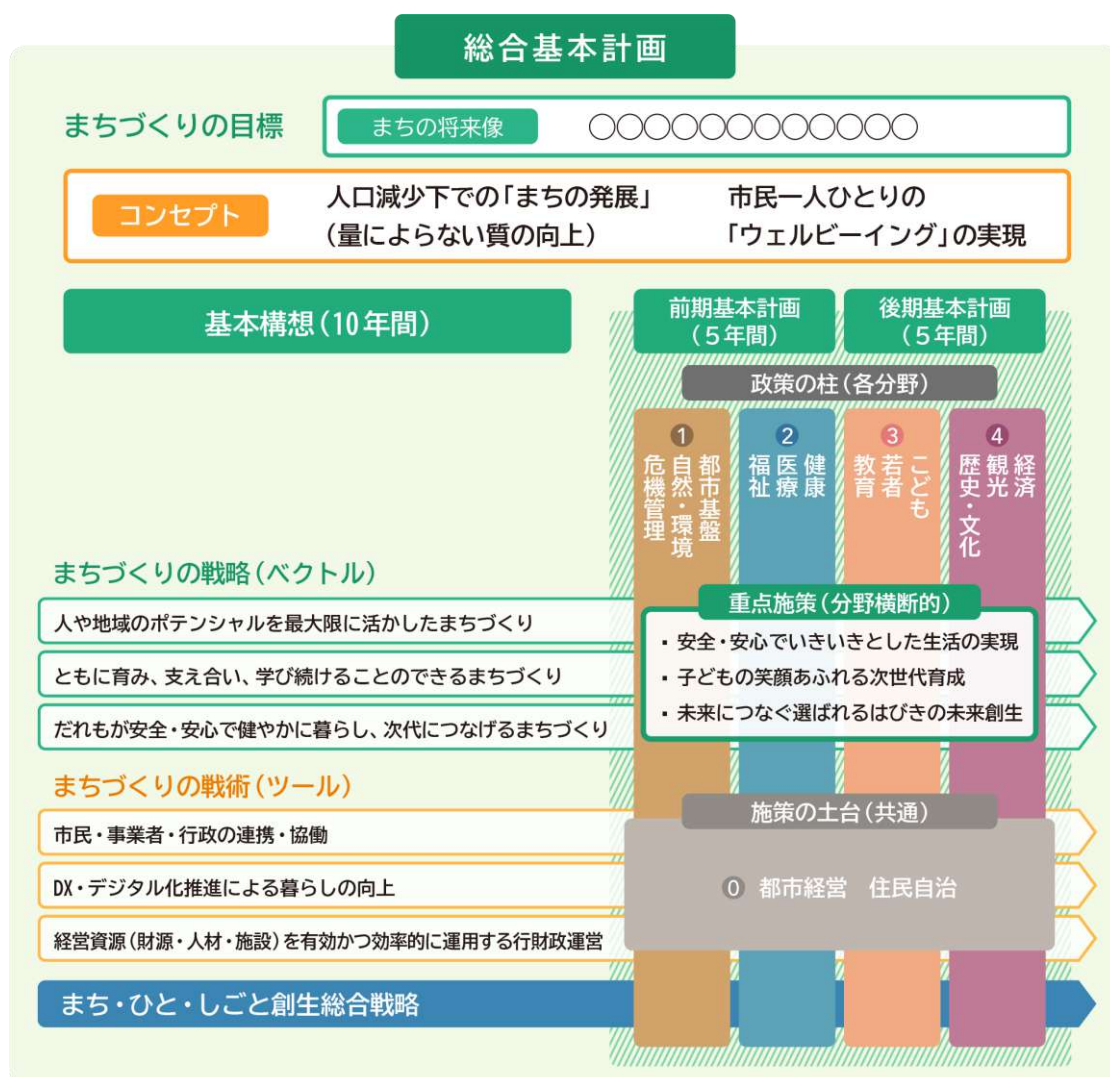 総合基本計画
まちづくりの目標
まちの将来像
○○○○○○○○○○○○
コンセプト
人口減少下での「まちの発展」
（量によらない質の向上）
市民一人ひとりの
「ウェルビーイング」の実現
基本構想（10年間）
前期基本計画
（５年間）
後期基本計画
（５年間）
政策の柱（各分野）
❶
都市基盤
自然・環境
危機管理
❷
健康
医療
福祉
❸
こども
若者
教育
❹
経済
観光
歴史・文化
まちづくりの戦略（ベクトル）
人や地域のポテンシャルを最大限に活かしたまちづくり
ともに育み、支え合い、学び続けることのできるまちづくり
だれもが安全・安心で健やかに暮らし、次代につなげるまちづくり
重点施策（分野横断的）
・安全・安心でいきいきとした生活の実現
・子どもの笑顔あふれる次世代育成
・未来につなぐ選ばれるはびきの未来創生
まちづくりの戦術（ツール）
市民・事業者・行政の連携・協働
DX・デジタル化推進による暮らしの向上
経営資源（財源・人材・施設）を有効かつ効率的に運用する行財政運営
施策の土台（共通）
⓿ 都市経営　住民自治
まち・ひと・しごと創生総合戦略